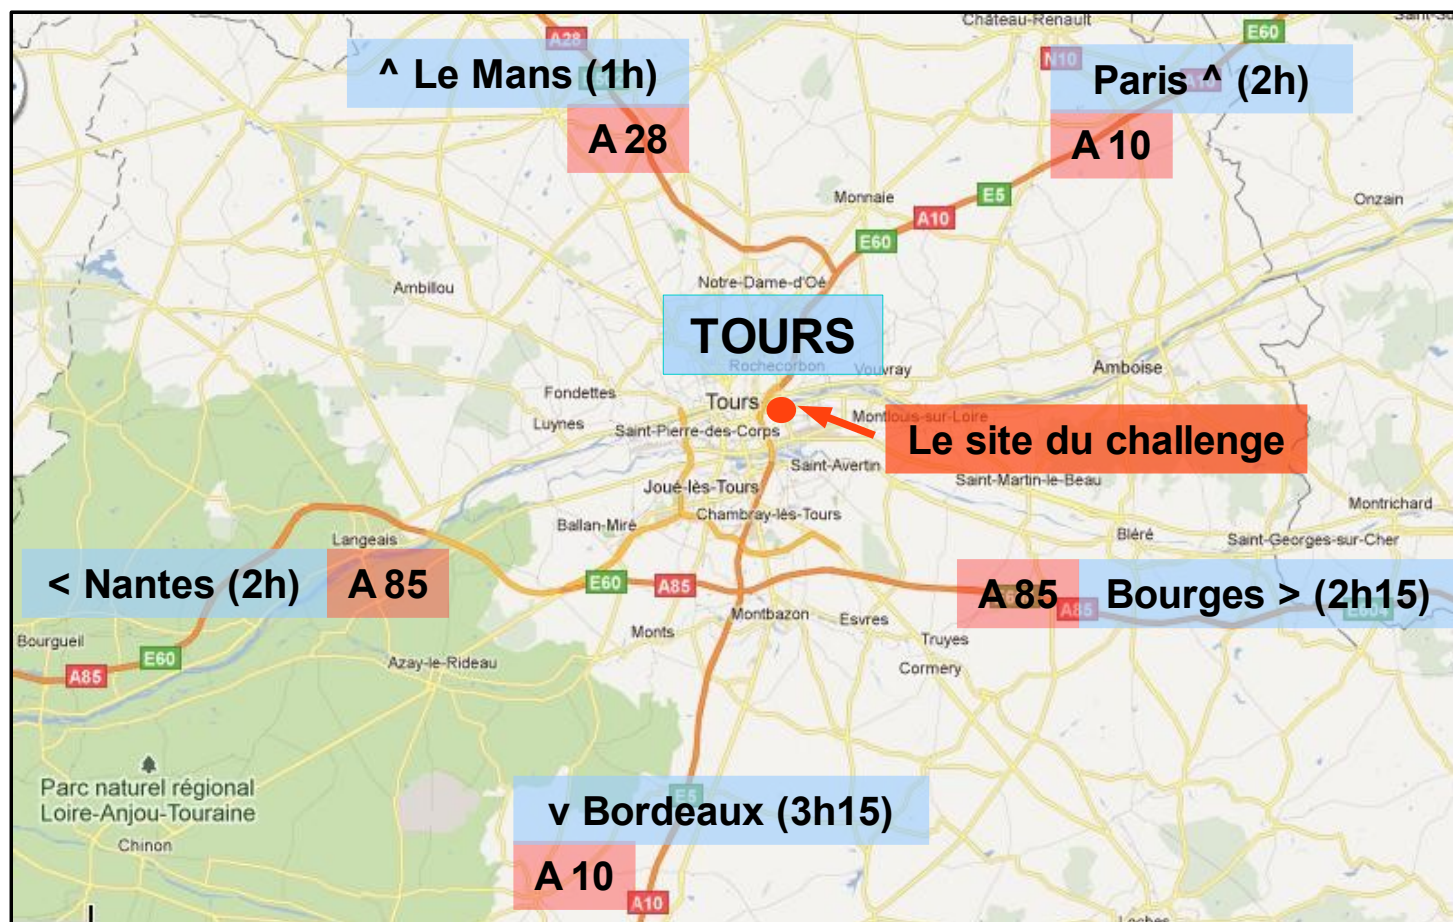 Château-Renault
A28
E60
^ Le Mans (1h)
N10
Paris ^ (2h)
A 28
A 10
Monnaie
E5
Onzain
A10
E60
Notre-Dame-d'Oé
Ambillou
TOURS
Rochecorbon
Vouvray
Amboise
Fondettes
Tours
Luynes
Montlouis-sur-Loire
Saint-Pierre-des-Corps
Le site du challenge
Saint-Avertin
Saint-Martin-le-Beau
Joué-lès-Tours
Montrichard
Ballan-Miré
Chambray-lès-Tours
Langeais
Bléré
Saint-Georges-sur-Cher
< Nantes (2h)
A 85
E60
A85
A 85
Bourges > (2h15)
A85
E604
Montbazon
Esvres
Monts
Truyes
Bourgueil
E60
A85
Azay-le-Rideau
Cormery
Parc naturel régional
Loire-Anjou-Touraine
Chinon
E5
v Bordeaux (3h15)
A 10
A10
Loches